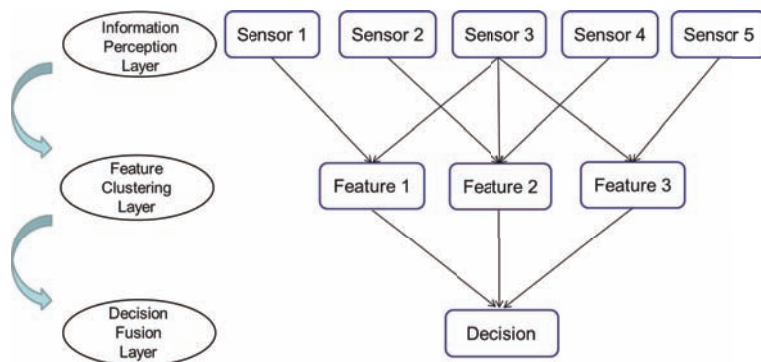 Information
Perception
Layer
Sensor 1
Sensor 2
Sensor 3
Sensor 4
Sensor 5
Feature
Clustering
Layer
Feature 1
Feature 2
Feature 3
Decision
Fusion
Layer
Decision